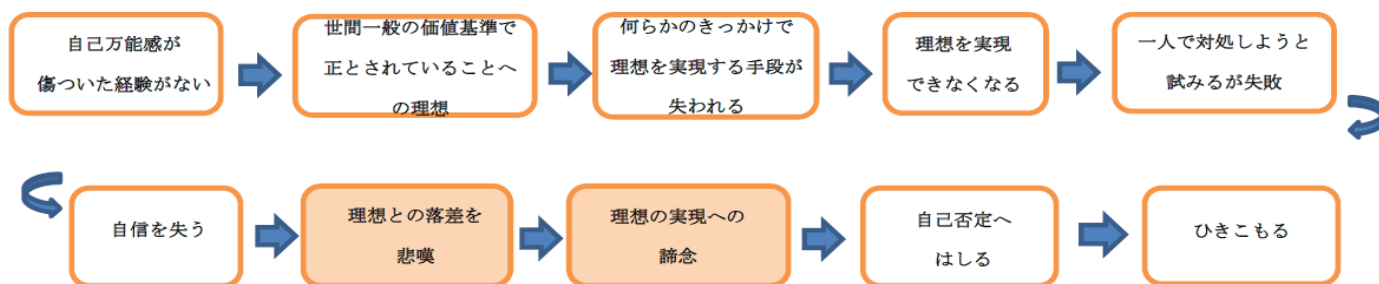 自己万能感が
傷ついた経験がない
世間一般の価値基準で
正とされていることへ
の理想
何らかのきっかけで
理想を実現する手段が
失われる
理想を実現
できなくなる
一人で対処しようと
試みるが失敗
自信を失う
理想との落差を
悲嘆
理想の実現への
諦念
自己否定へ
はしる
ひきこもる